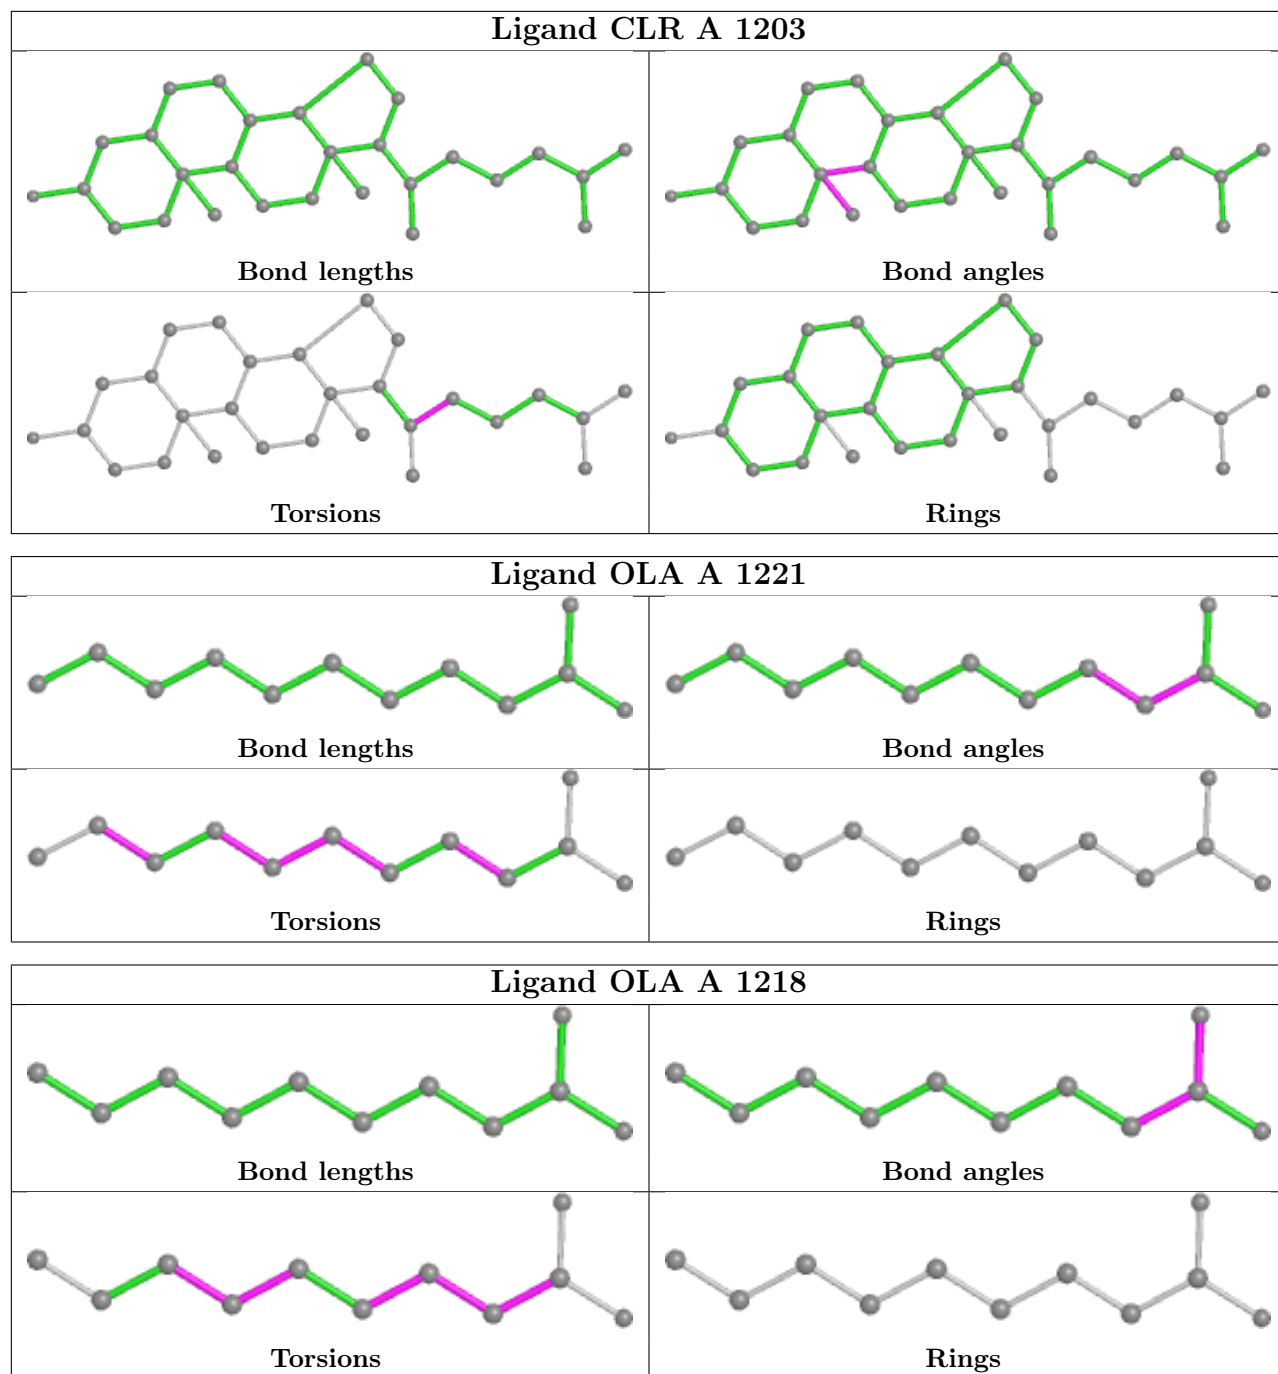 Ligand CLR A 1203
Bond lengths
Bond angles
Torsions
Rings
Ligand OLA A 1221
Bond lengths
Bond angles
Torsions
Rings
Ligand OLA A 1218
Bond lengths
Bond angles
Torsions
Rings